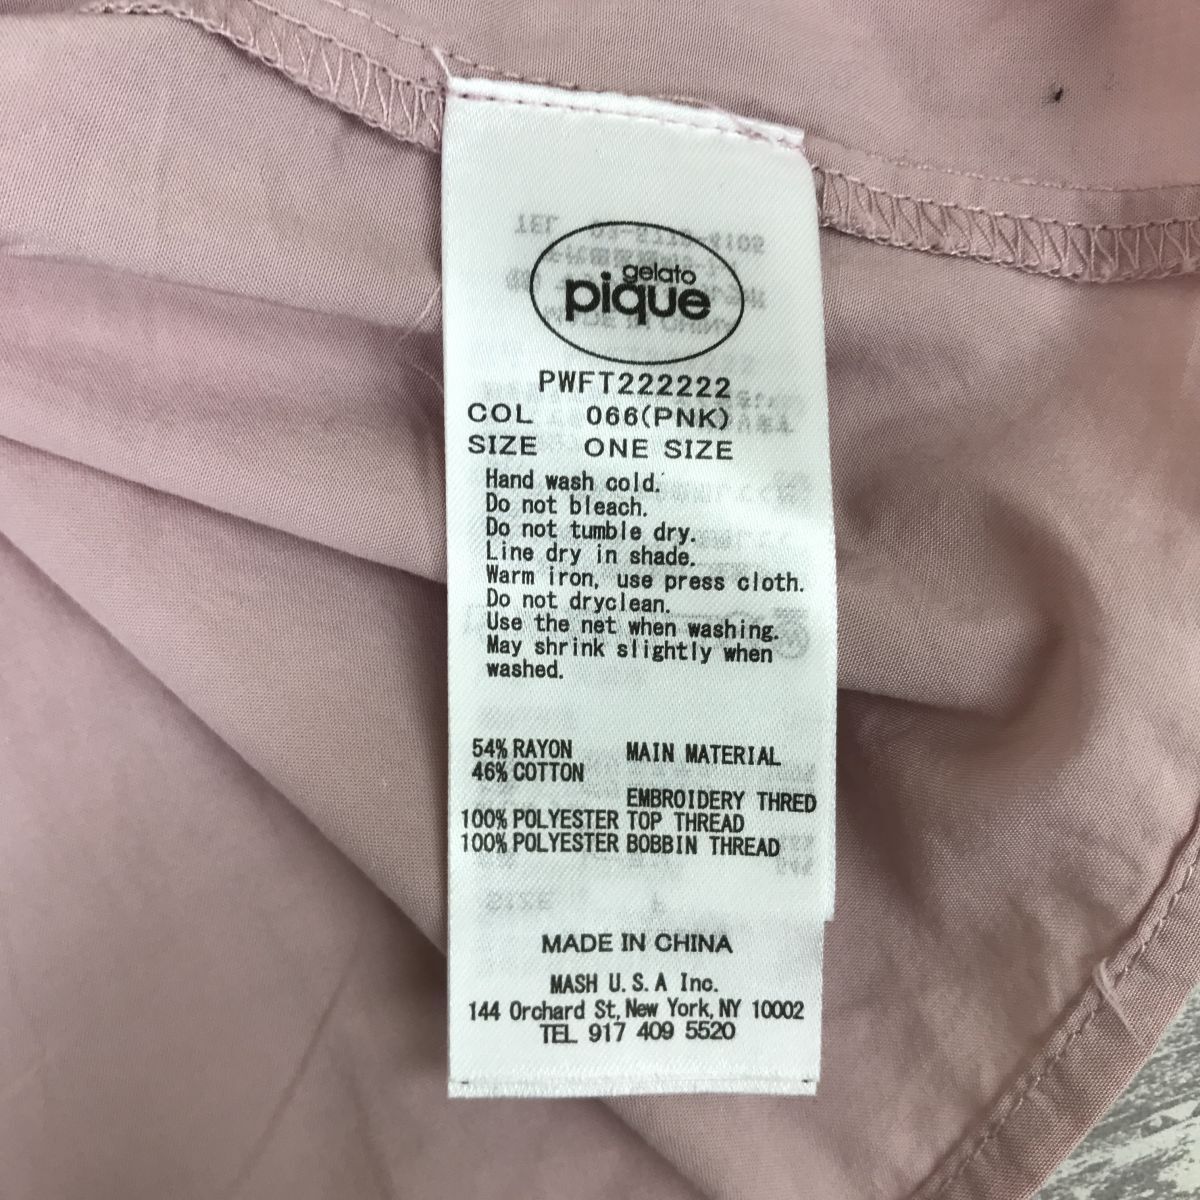 gelato
pique
PWFT222222
COL 066(PNK)
SIZE ONE SIZE
Hand wash cold.
Do not bleach.
Do not tumble dry.
Line dry in shade.
Warm iron, use press cloth.
Do not dryclean.
Use the net when washing.
May shrink slightly when
washed.
54% RAYON MAIN MATERIAL
46% COTTON
EMBROIDERY THRED
100% POLYESTER TOP THREAD
100% POLYESTER BOBBIN THREAD
MADE IN CHINA
MASH U.S.A Inc.
144 Orchard St, New York, NY 10002
TEL 917 409 5520